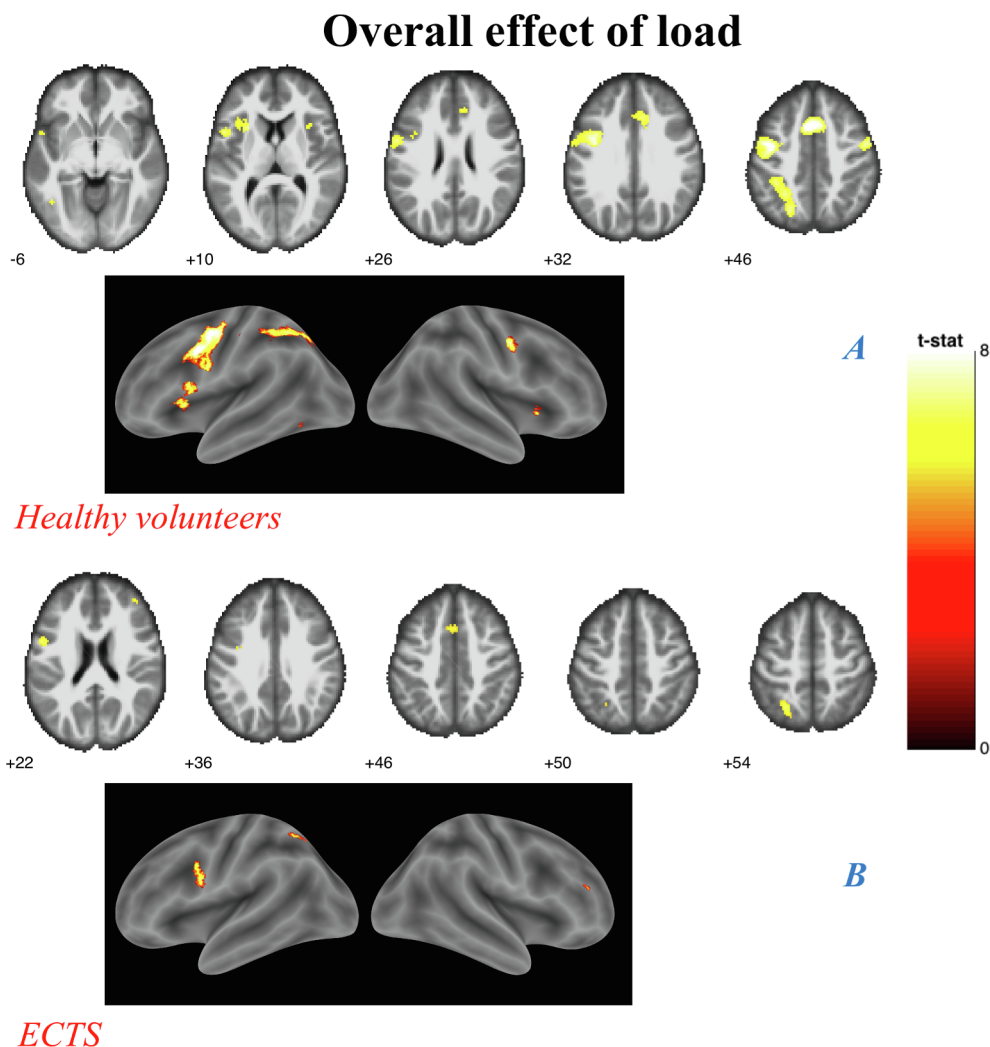 Overall effect of load
-6 +10 +26 +32 +46
A
t-stat
8
Healthy volunteers
0
+22 +36 +46 +50 +54
B
ECTS